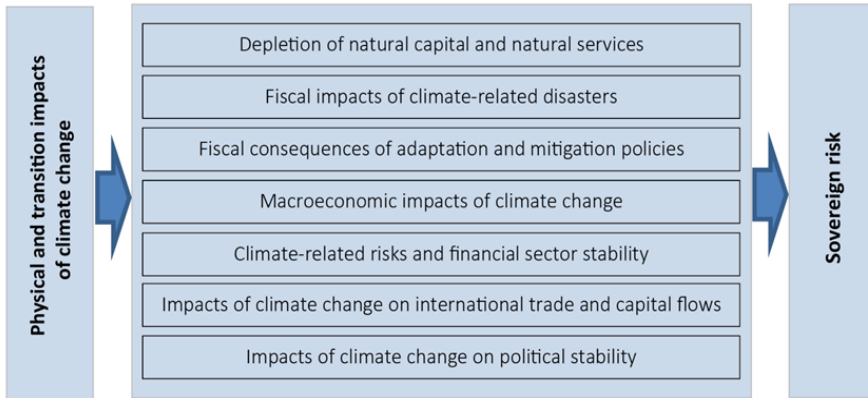 Physical and transition impacts
of climate change
Depletion of natural capital and natural services
Fiscal impacts of climate-related disasters
Fiscal consequences of adaptation and mitigation policies
Macroeconomic impacts of climate change
Climate-related risks and financial sector stability
Impacts of climate change on international trade and capital flows
Impacts of climate change on political stability
Sovereign risk